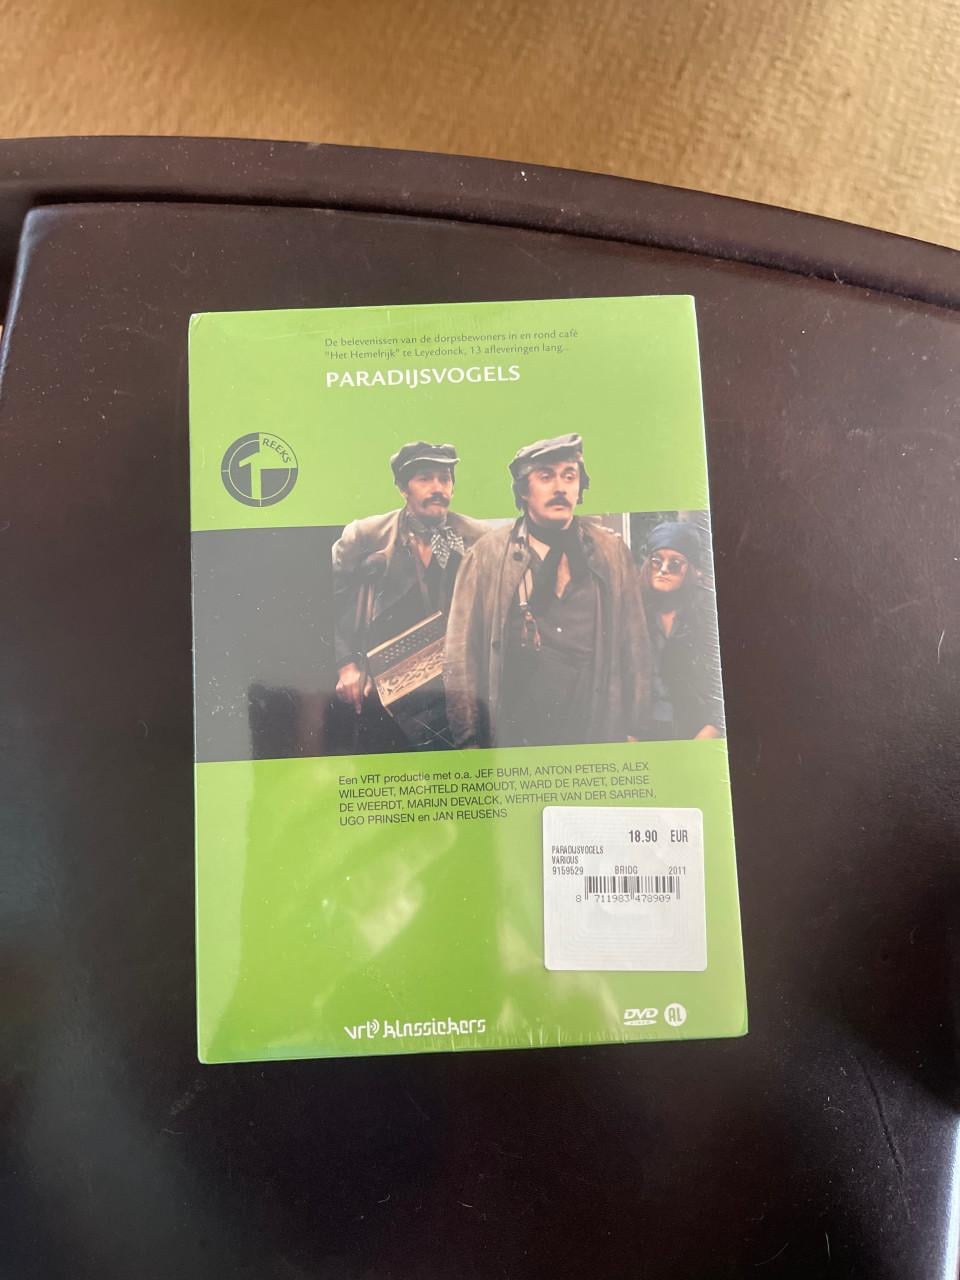 De belevenissen van de dorpsbewoners in en rond café
"Het Hemelrijk" te Leyedonck, 13 afleveringen lang...
PARADIJSVOGELS
REEKS
1
Een VRT productie met o.a. JEF BURM, ANTON PETERS, ALEX
WILEQUET, MACHTELD RAMOUDT, WARD DE RAVET, DENISE
DE WEERDT, MARIJN DEVALCK, WERTHER VAN DER SARREN,
UGO PRINSEN en JAN REUSENS
18.90 EUR
PARADIJSVOGELS
VARIOUS
9159529 BRIDG 2011
8 711983 478909
vrt klassiekers
DVD VIDEO AL